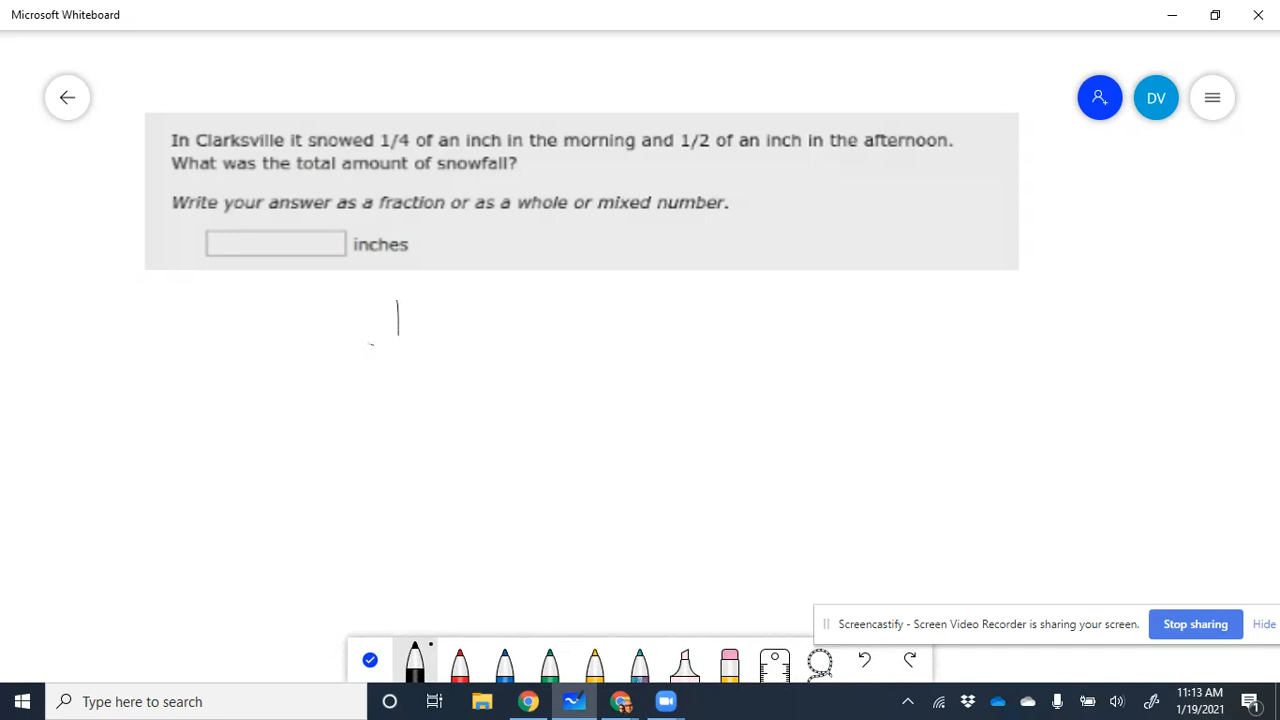 Microsoft Whiteboard
DV
In Clarksville it snowed 1/4 of an inch in the morning and 1/2 of an inch in the afternoon.
What was the total amount of snowfall?
Write your answer as a fraction or as a whole or mixed number.
inches
Screencastify - Screen Video Recorder is sharing your screen.
Stop sharing
Hide
Type here to search
11:13 AM
1/19/2021
1